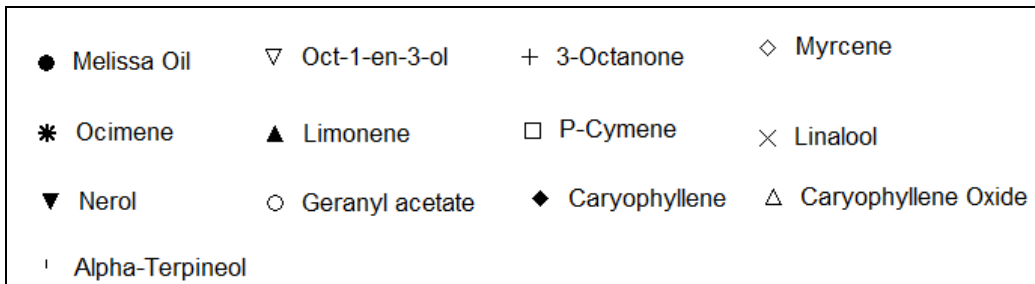 Melissa Oil Oct-1-en-3-ol 3-Octanone Myrcene
Ocimene Limonene P-Cymene Linalool
Nerol Geranyl acetate Caryophyllene Caryophyllene Oxide
Alpha-Terpineol